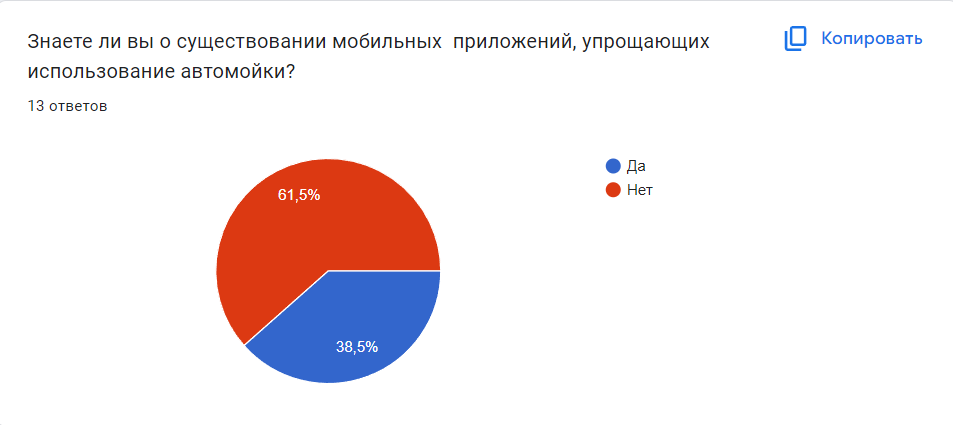 Знаете ли вы о существовании мобильных  приложений, упрощающих
использование автомойки?
Копировать
13 ответов
Да
Нет
61,5%
38,5%